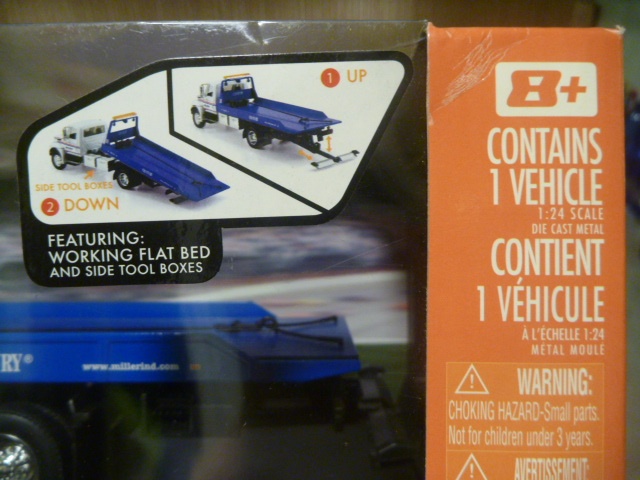 1 UP
SIDE TOOL BOXES
2 DOWN
FEATURING:
WORKING FLAT BED
AND SIDE TOOL BOXES
RY®
www.millerind.com
8+
CONTAINS
1 VEHICLE
1:24 SCALE
DIE CAST METAL
CONTIENT
1 VÉHICULE
À L'ÉCHELLE 1:24
MÉTAL MOULÉ
WARNING:
CHOKING HAZARD-Small parts.
Not for children under 3 years.
AVERTISSEMENT: